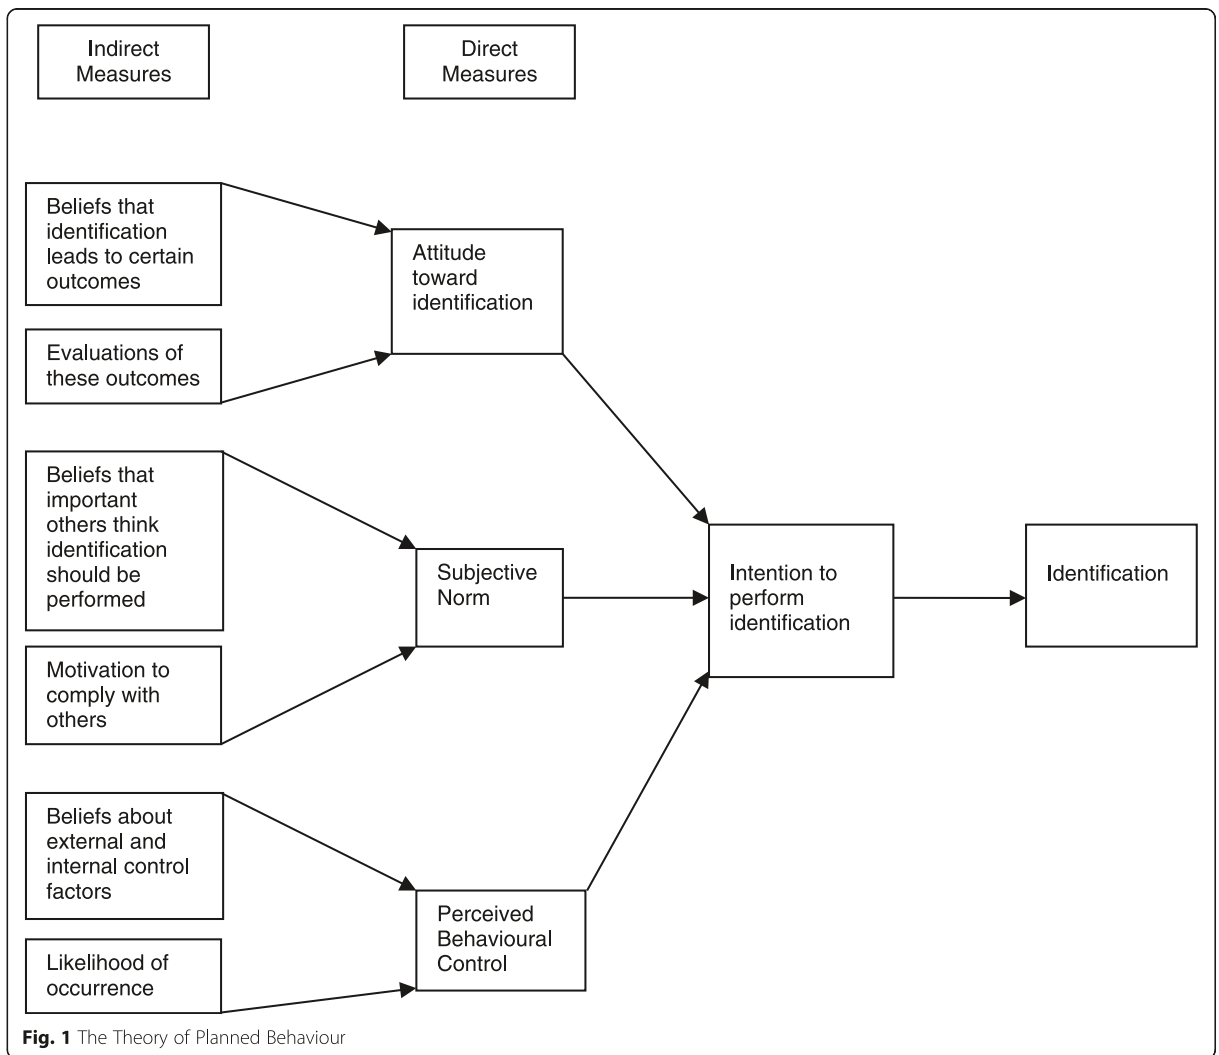 Indirect
Measures
Direct
Measures
Beliefs that
identification
leads to certain
outcomes
Evaluations of
these outcomes
Attitude
toward
identification
Beliefs that
important
others think
identification
should be
performed
Motivation to
comply with
others
Subjective
Norm
Intention to
perform
identification
Identification
Beliefs about
external and
internal control
factors
Likelihood of
occurrence
Perceived
Behavioural
Control
Fig. 1 The Theory of Planned Behaviour